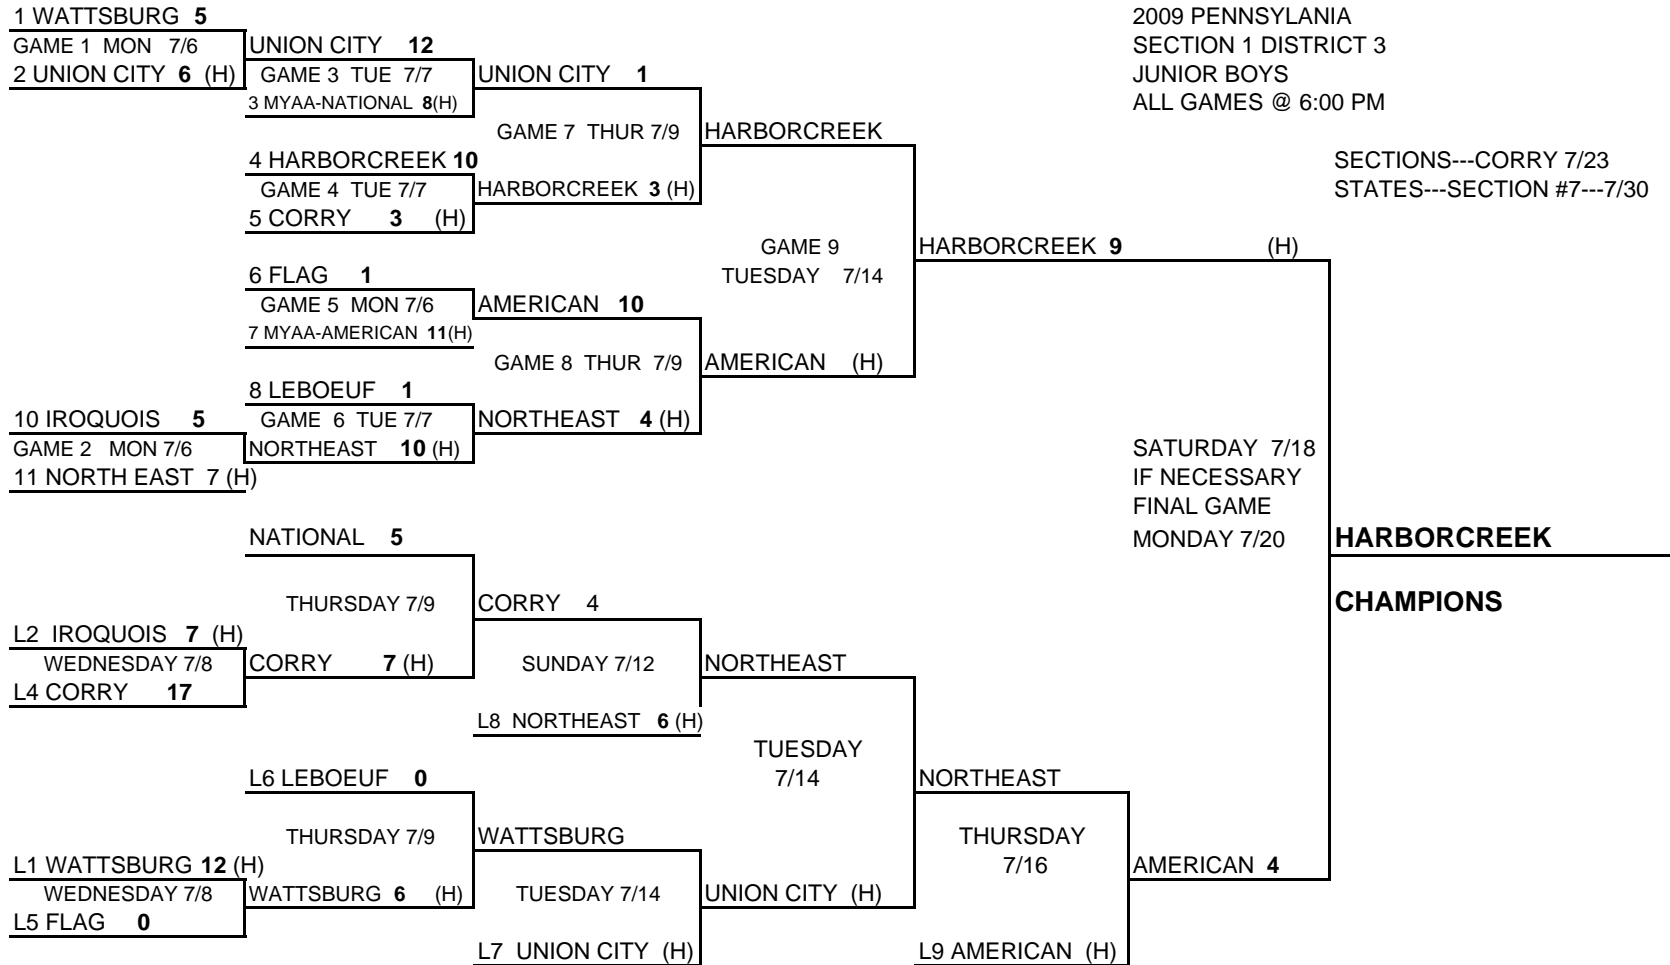 1 WATTSBURG 5
2009 PENNSYLANIA
GAME 1 MON 7/6
UNION CITY 12
SECTION 1 DISTRICT 3
2 UNION CITY 6 (H)
GAME 3 TUE 7/7
UNION CITY 1
JUNIOR BOYS
3 MYAA-NATIONAL 8(H)
ALL GAMES @ 6:00 PM
GAME 7 THUR 7/9
HARBORCREEK
4 HARBORCREEK 10
SECTIONS---CORRY 7/23
GAME 4 TUE 7/7
HARBORCREEK 3 (H)
STATES---SECTION #7---7/30
5 CORRY 3 (H)
GAME 9
HARBORCREEK 9 (H)
6 FLAG 1
TUESDAY 7/14
GAME 5 MON 7/6
AMERICAN 10
7 MYAA-AMERICAN 11(H)
GAME 8 THUR 7/9
AMERICAN (H)
8 LEBOEUF 1
10 IROQUOIS 5
GAME 6 TUE 7/7
NORTHEAST 4 (H)
GAME 2 MON 7/6
NORTHEAST 10 (H)
SATURDAY 7/18
11 NORTH EAST 7 (H)
IF NECESSARY
FINAL GAME
NATIONAL 5
MONDAY 7/20
HARBORCREEK
THURSDAY 7/9
CORRY 4
CHAMPIONS
L2 IROQUOIS 7 (H)
WEDNESDAY 7/8
CORRY 7 (H)
SUNDAY 7/12
NORTHEAST
L4 CORRY 17
L8 NORTHEAST 6 (H)
TUESDAY
7/14
L6 LEBOEUF 0
NORTHEAST
THURSDAY 7/9
WATTSBURG
THURSDAY
7/16
L1 WATTSBURG 12 (H)
AMERICAN 4
WEDNESDAY 7/8
WATTSBURG 6 (H)
TUESDAY 7/14
UNION CITY (H)
L5 FLAG 0
L7 UNION CITY (H)
L9 AMERICAN (H)